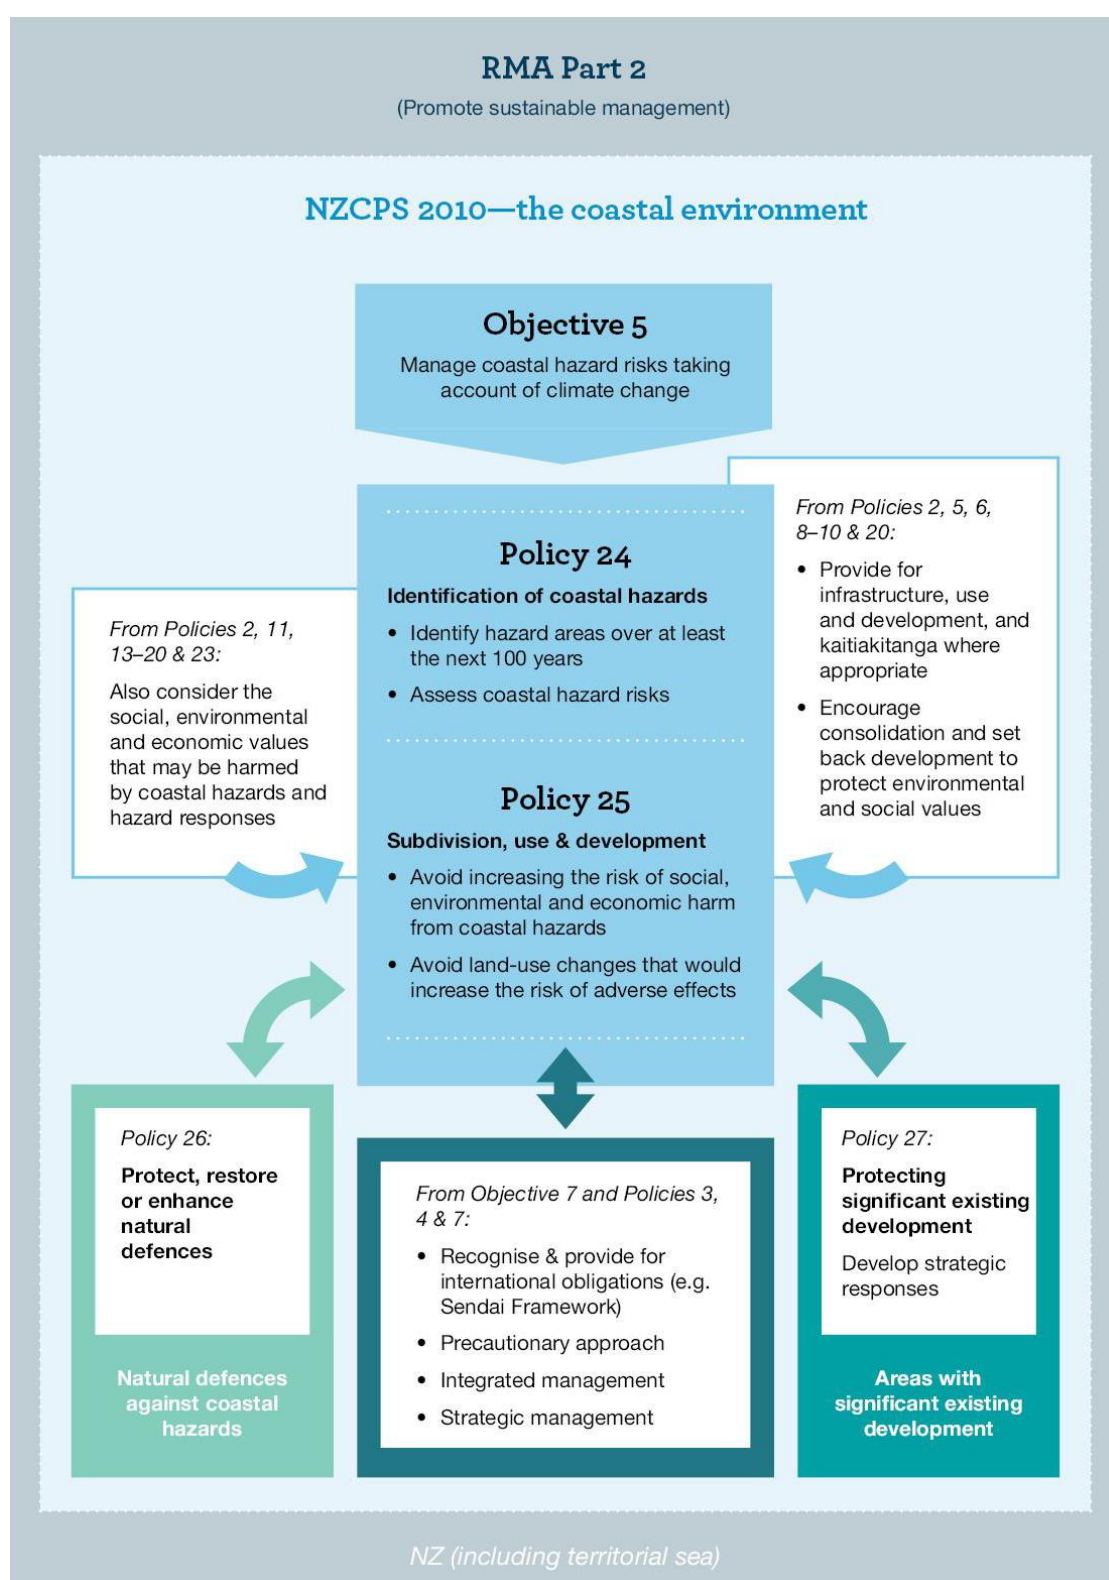 RMA Part 2
(Promote sustainable management)
NZCPS 2010—the coastal environment
Objective 5
Manage coastal hazard risks taking
account of climate change
Policy 24
Identification of coastal hazards
• Identify hazard areas over at least
the next 100 years
• Assess coastal hazard risks
Policy 25
Subdivision, use & development
• Avoid increasing the risk of social,
environmental and economic harm
from coastal hazards
• Avoid land-use changes that would
increase the risk of adverse effects
From Policies 2, 11,
13–20 & 23:
Also consider the
social, environmental
and economic values
that may be harmed
by coastal hazards and
hazard responses
From Policies 2, 5, 6,
8–10 & 20:
• Provide for
infrastructure, use
and development, and
kaitiakitanga where
appropriate
• Encourage
consolidation and set
back development to
protect environmental
and social values
Policy 26:
Protect, restore
or enhance
natural
defences
Natural defences
against coastal
hazards
From Objective 7 and Policies 3,
4 & 7:
• Recognise & provide for
international obligations (e.g.
Sendai Framework)
• Precautionary approach
• Integrated management
• Strategic management
Policy 27:
Protecting
significant existing
development
Develop strategic
responses
Areas with
significant existing
development
NZ (including territorial sea)